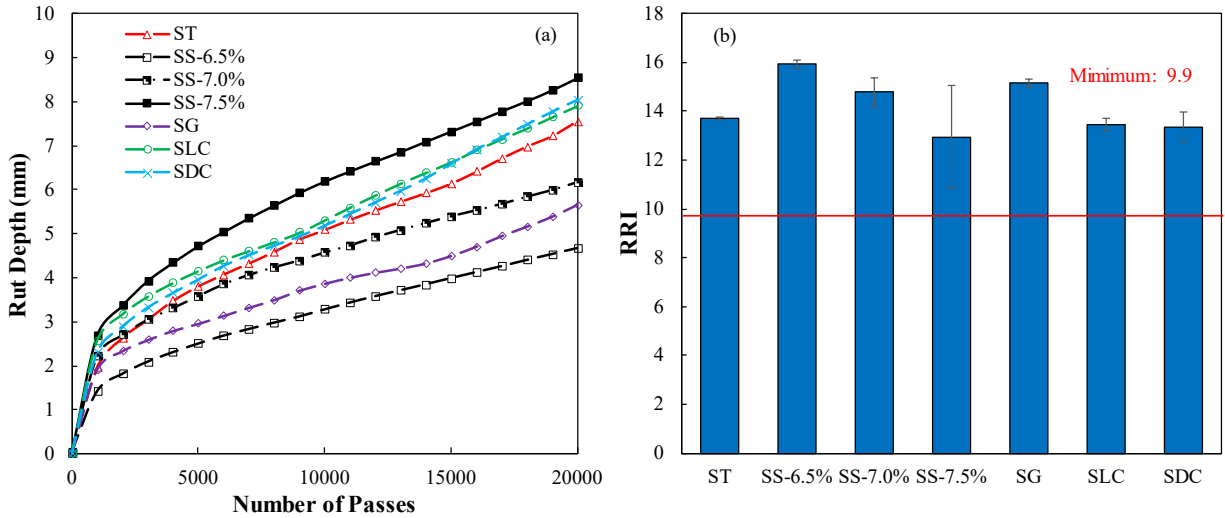 10
9
8
7
6
5
4
3
2
1
0
Rut Depth (mm)
ST
SS-6.5%
SS-7.0%
SS-7.5%
SG
SLC
SDC
(a)
0 5000 10000 15000 20000
Number of Passes
18
16
14
12
10
8
6
4
2
0
RRI
(b)
Mimimum: 9.9
ST SS-6.5% SS-7.0% SS-7.5% SG SLC SDC